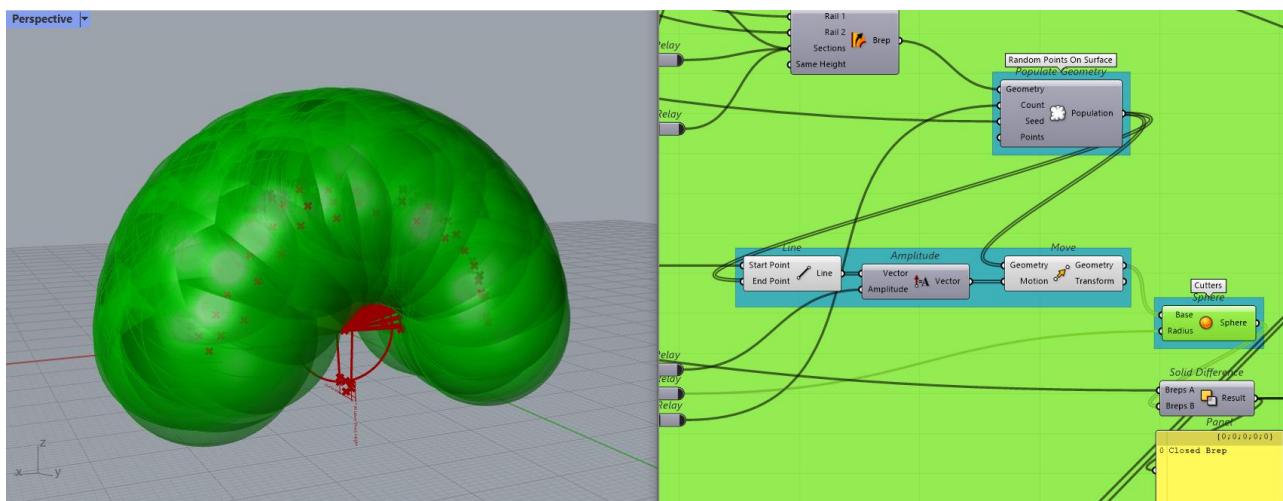 Perspective
z
x
y
Rail 1
Rail 2
Sections
Same Height
Brep
Relay
Relay
Random Points On Surface
Populate Geometry
Geometry
Count
Seed
Points
Population
Line
Start Point
End Point
Line
Amplitude
Vector
Amplitude
Vector
Move
Geometry
Motion
Geometry
Transform
Cutters
Sphere
Base
Radius
Sphere
Relay
Relay
Relay
Solid Difference
Breps A
Breps B
Result
Panel
{0;0;0;0;0}
0 Closed Brep